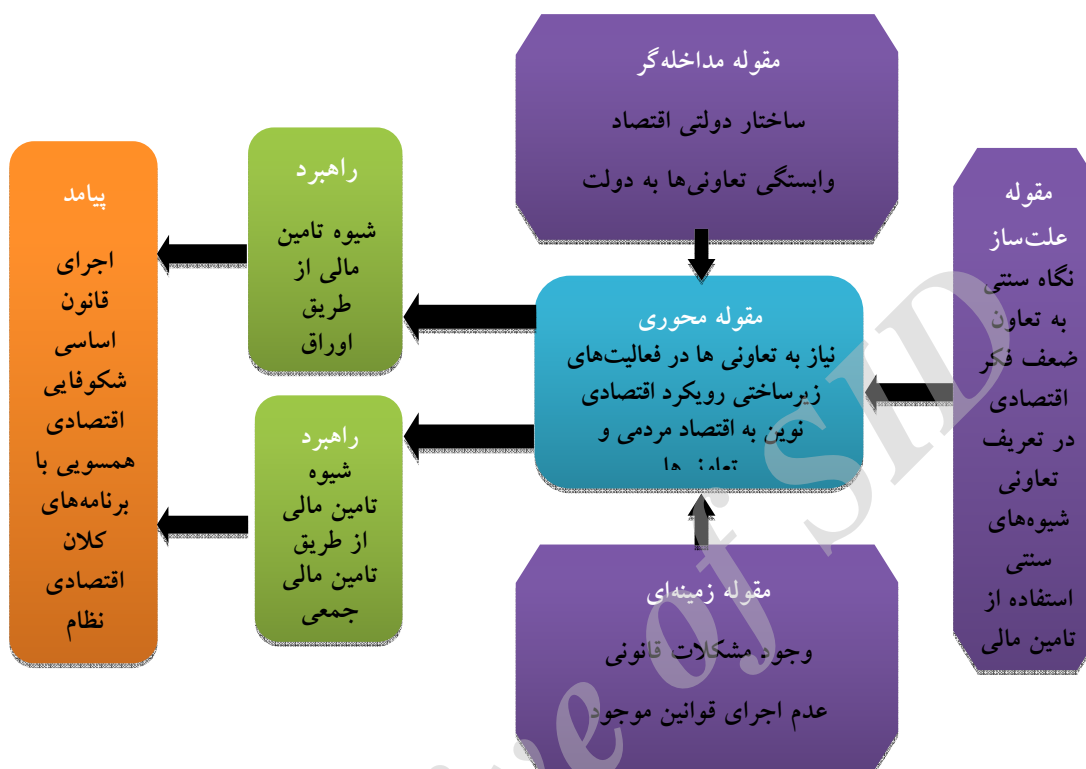 مقوله مداخله‌گر
ساختار دولتی اقتصاد
وابستگی تعاونی‌ها به دولت
مقوله
علت‌ساز
نگاه سنتی
به تعاون
ضعف فکر
اقتصادی
در تعریف
تعاونی
شیوه‌های
سنتی
استفاده از
تامین مالی
مقوله محوری
نیاز به تعاونی ها در فعالیت‌های
زیرساختی رویکرد اقتصادی
نوین به اقتصاد مردمی و
تعاونی‌ها
مقوله زمینه‌ای
وجود مشکلات قانونی
عدم اجرای قوانین موجود
راهبرد
شیوه تامین
مالی از
طریق
اوراق
راهبرد
شیوه
تامین مالی
از طریق
تامین مالی
جمعی
پیامد
اجرای
قانون
اساسی
شکوفایی
اقتصادی
همسویی با
برنامه‌های
کلان
اقتصادی
نظام
of SID